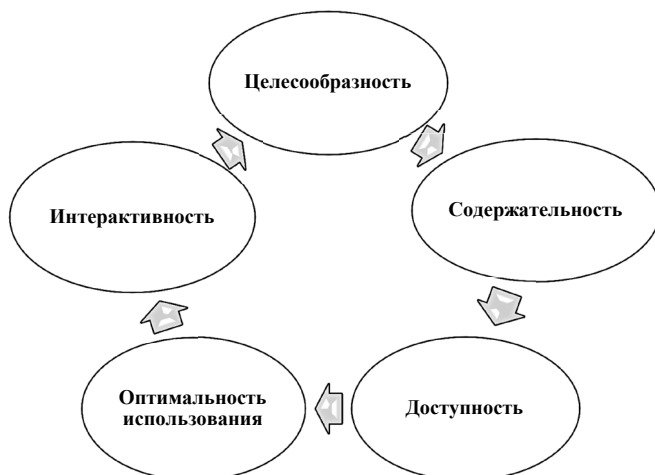 Целесообразность
Содержательность
Доступность
Оптимальность
использования
Интерактивность